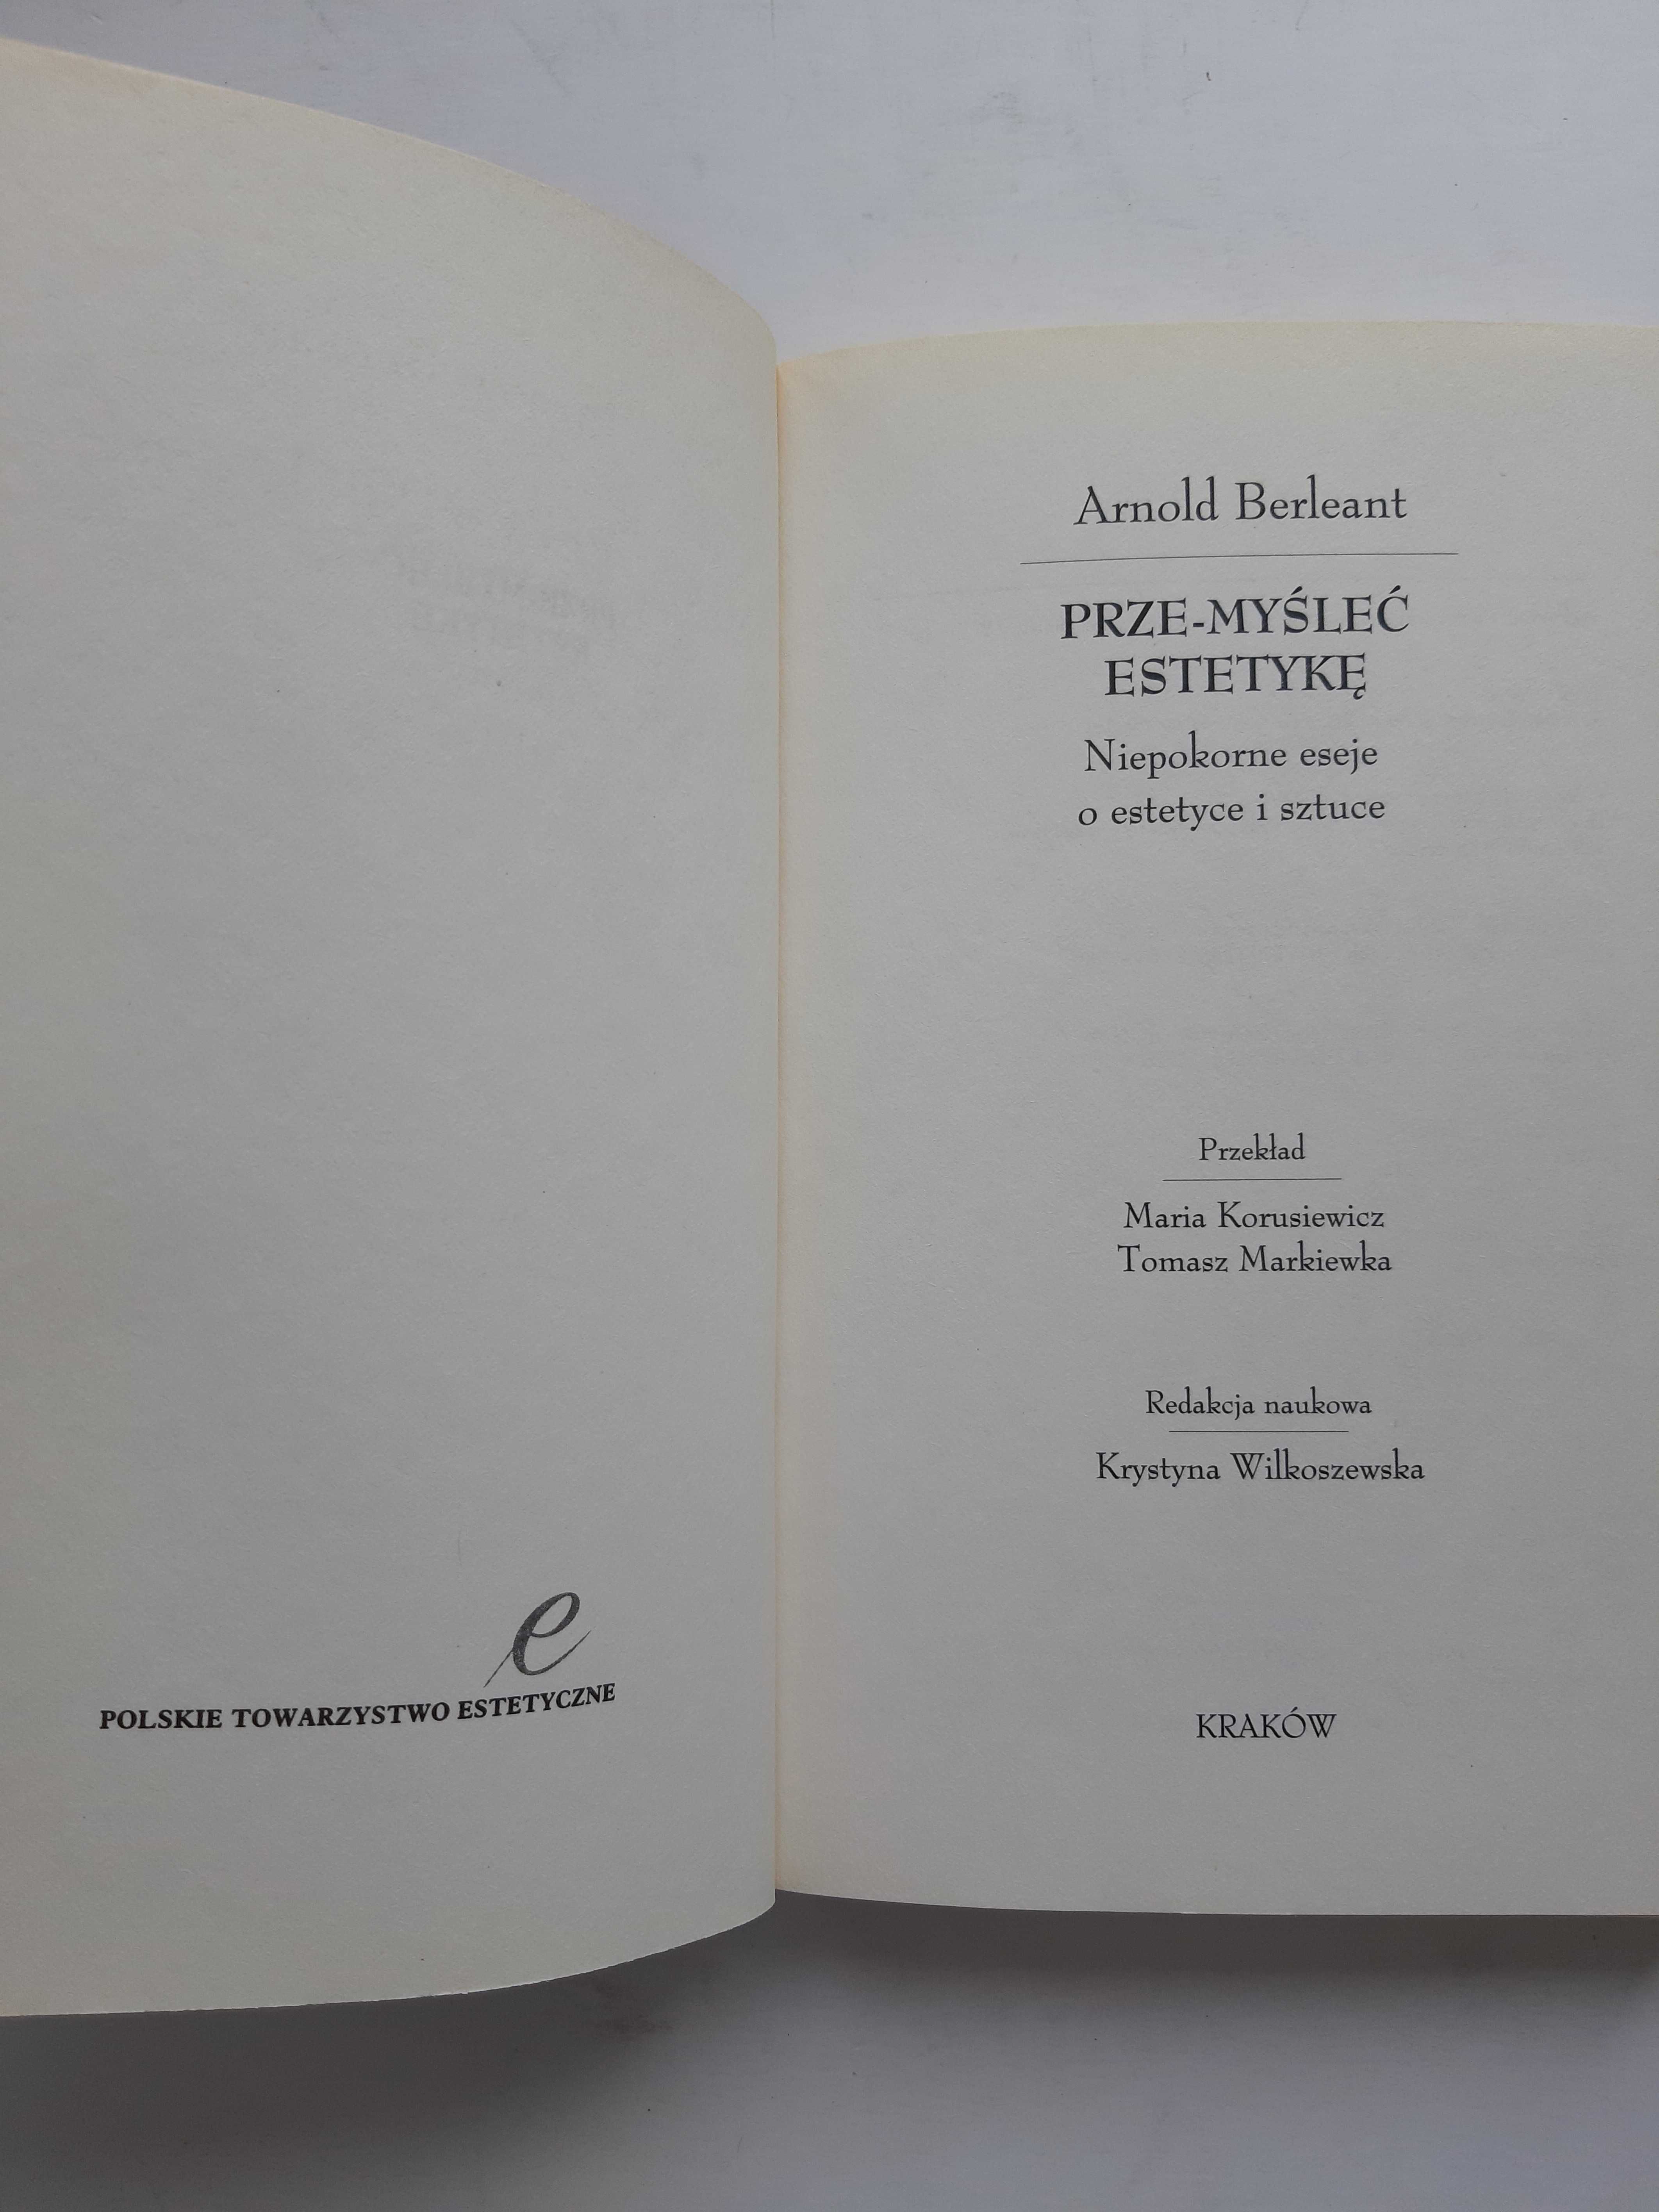 e
POLSKIE TOWARZYSTWO ESTETYCZNE
Arnold Berleant
PRZE-MYŚLEĆ
ESTETYKĘ
Niepokorne eseje
o estetyce i sztuce
Przekład
Maria Korusiewicz
Tomasz Markiewka
Redakcja naukowa
Krystyna Wilkoszewska
KRAKÓW